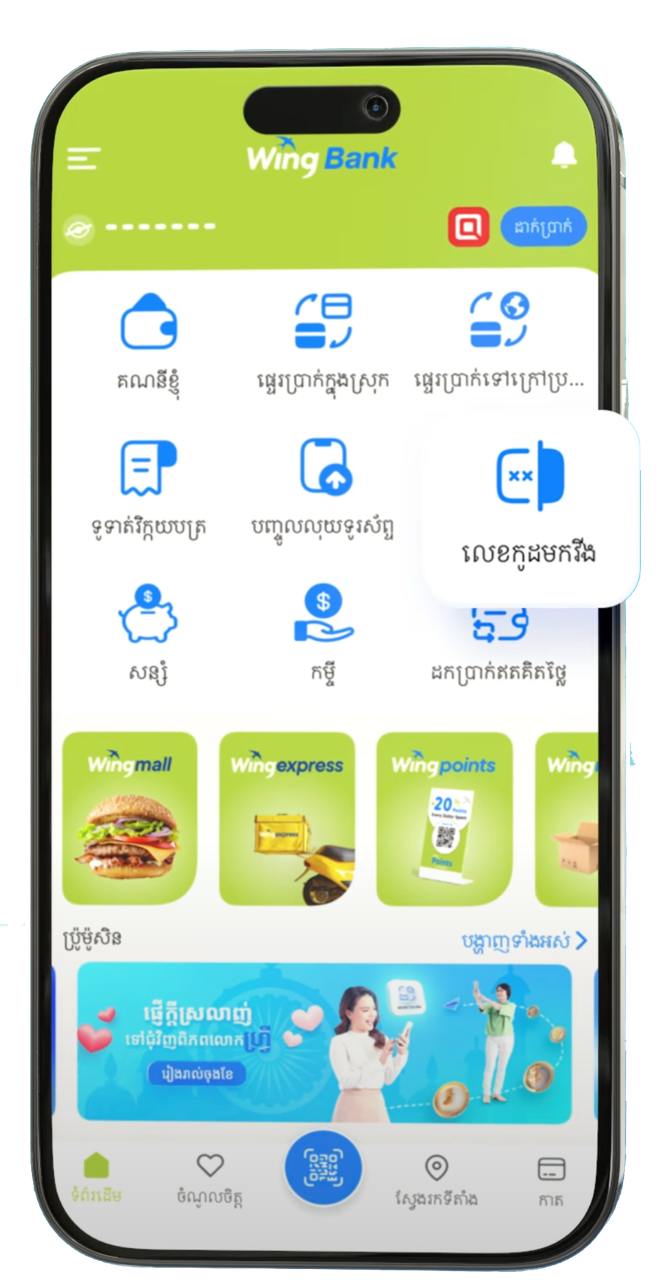 Wing Bank
ដាក់ប្រាក់
គណនីខ្ញុំ
ផ្ទេរប្រាក់ក្នុងស្រុក
ផ្ទេរប្រាក់ទៅក្រៅប្រ...
ទូទាត់វិក្កយបត្រ
បញ្ចូលលុយទូរស័ព្ទ
លេខកូដមកវីង
សន្សំ
កម្ចី
ដកប្រាក់ឥតគិតថ្លៃ
Wingmall
Wingexpress
Wingpoints
Wing
express
20
Points
ប្រ៊ូម៉ូសិន
បង្ហាញទាំងអស់
ផ្ញើក្តីស្រលាញ់
ទៅជុំវិញពិភពលោកហ្វ្រី
រៀងរាល់ចុងខែ
ទំព័រដើម
ចំណូលចិត្ត
ស្វែងរកទីតាំង
កាត